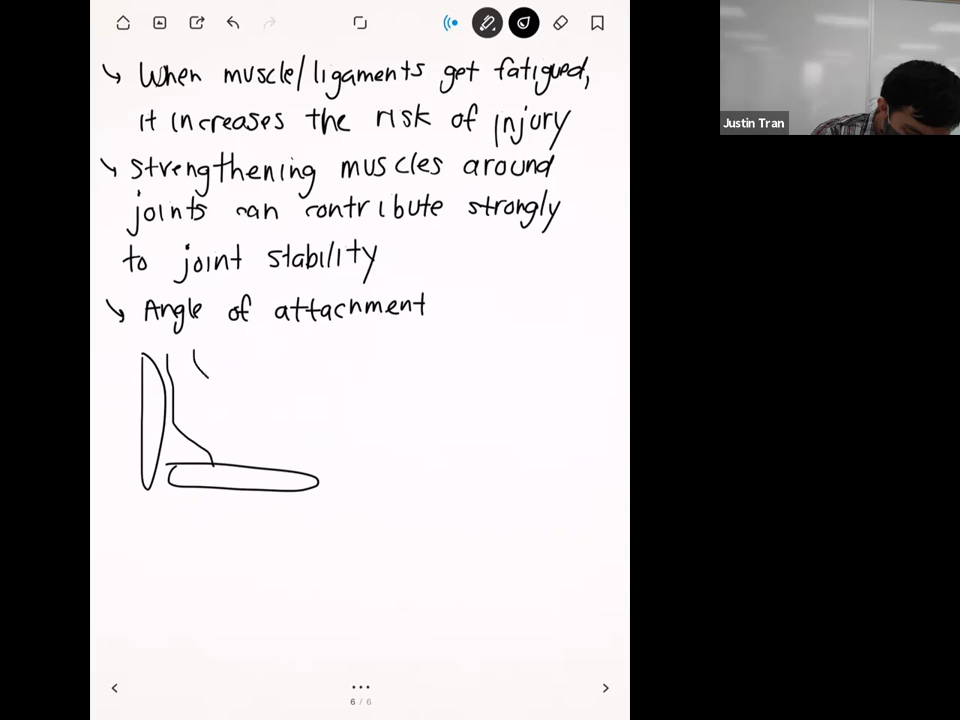 ↘ When muscle/ligaments get fatigued,
it increases the risk of injury
↘ strengthening muscles around
joints can contribute strongly
to joint stability
↘ Angle of attachment
6 / 6
Justin Tran